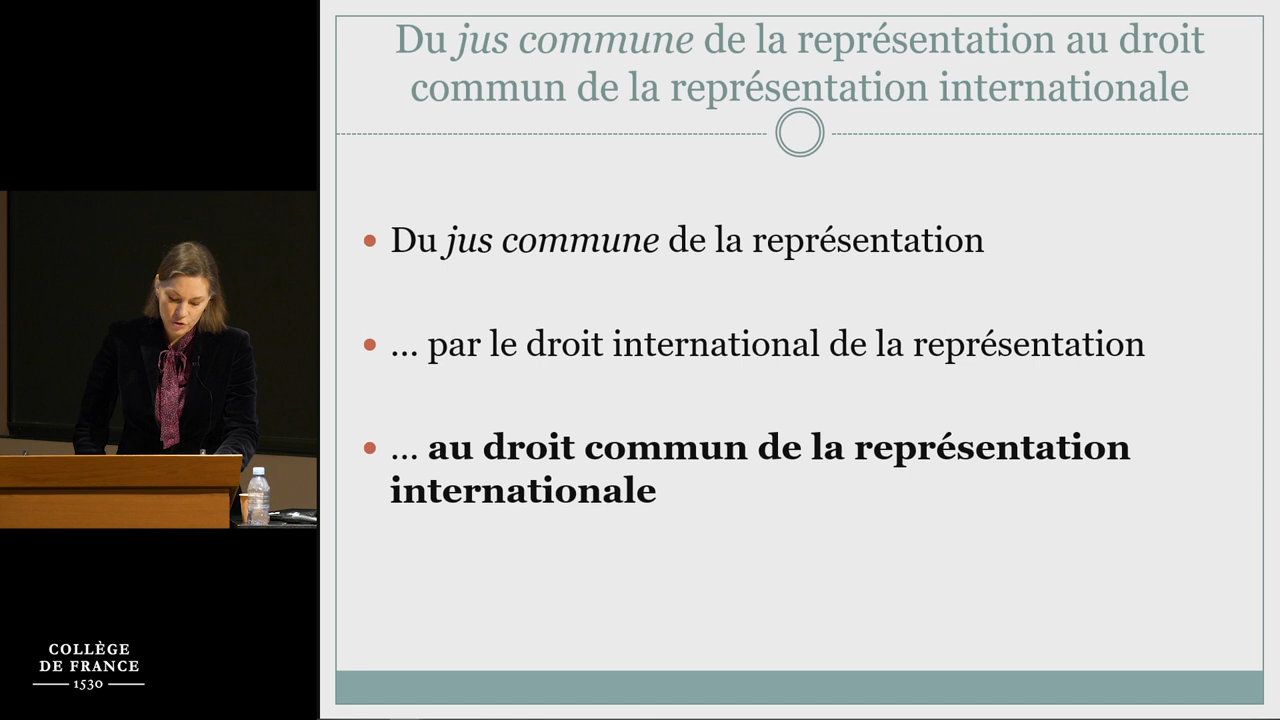 Du jus commune de la représentation au droit
commun de la représentation internationale
• Du jus commune de la représentation
• ... par le droit international de la représentation
• ... au droit commun de la représentation
internationale
COLLÈGE
DE FRANCE
1530